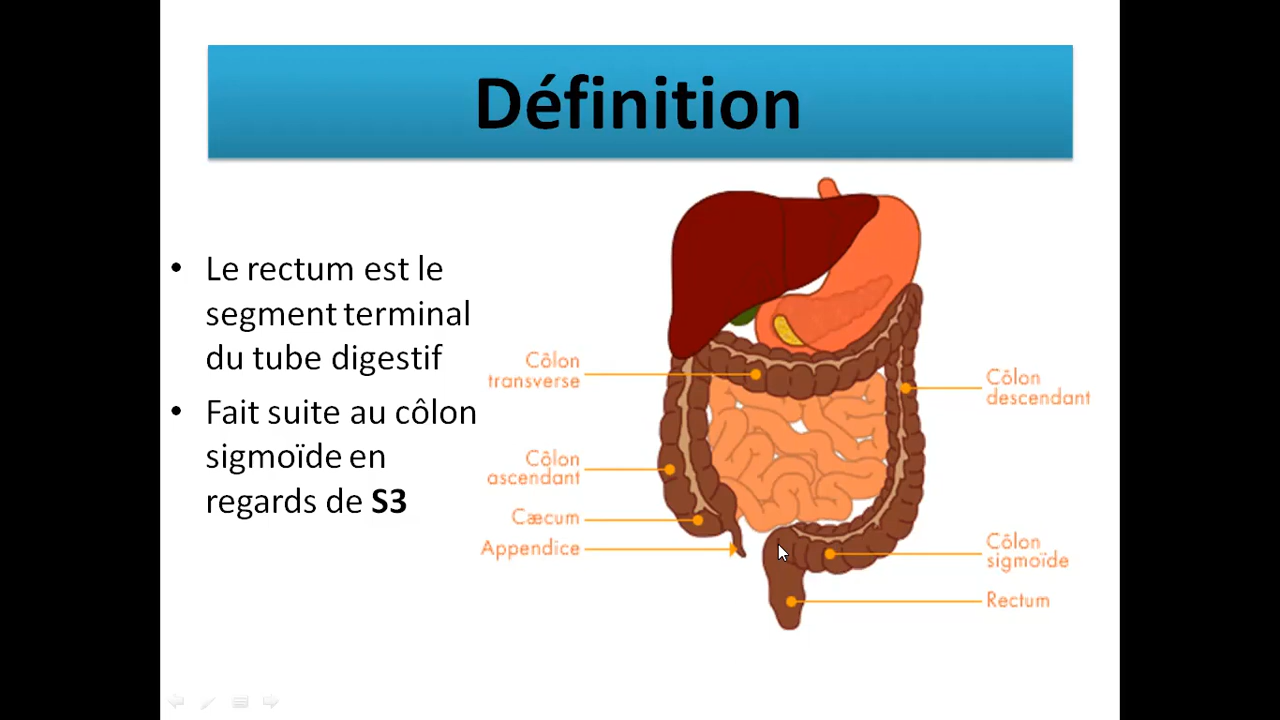 Définition
• Le rectum est le
segment terminal
du tube digestif
• Fait suite au côlon
sigmoïde en
regards de S3
Côlon
transverse
Côlon
ascendant
Cæcum
Appendice
Côlon
descendant
Côlon
sigmoïde
Rectum